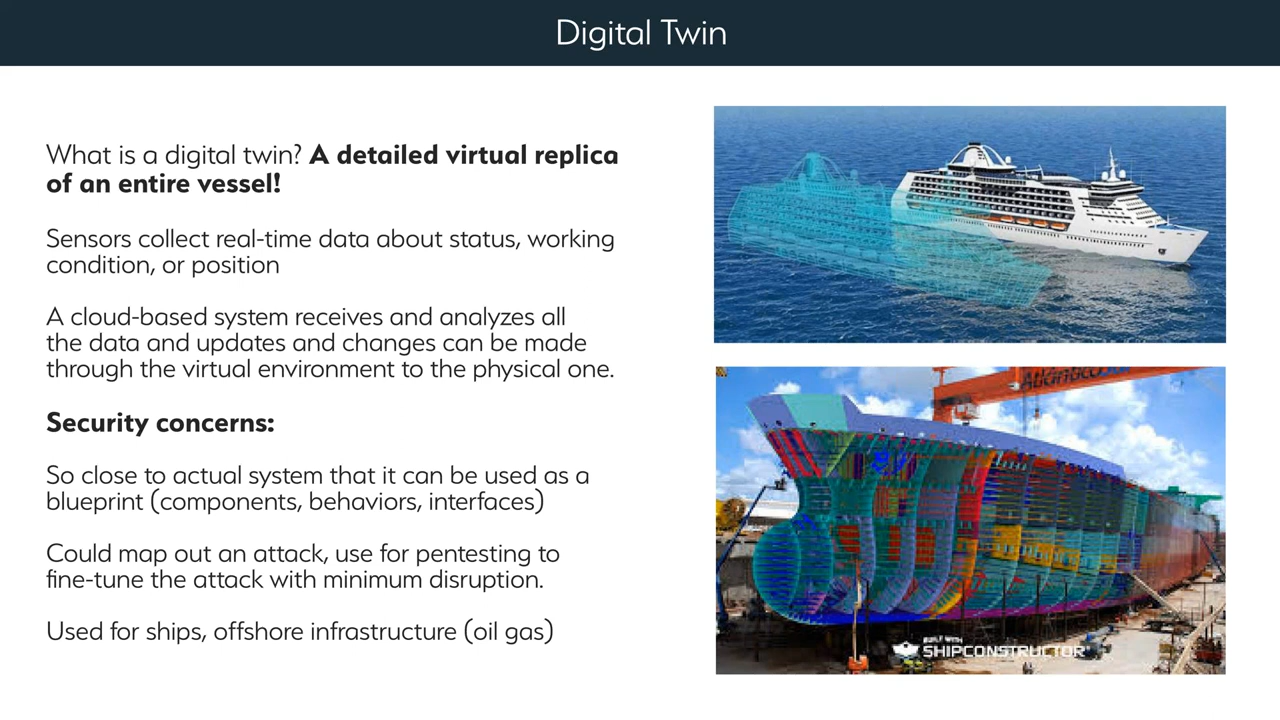 Digital Twin
What is a digital twin? A detailed virtual replica
of an entire vessel!
Sensors collect real-time data about status, working
condition, or position
A cloud-based system receives and analyzes all
the data and updates and changes can be made
through the virtual environment to the physical one.
Security concerns:
So close to actual system that it can be used as a
blueprint (components, behaviors, interfaces)
Could map out an attack, use for pentesting to
fine-tune the attack with minimum disruption.
Used for ships, offshore infrastructure (oil gas)
BUILT WITH
SHIPCONSTRUCTOR